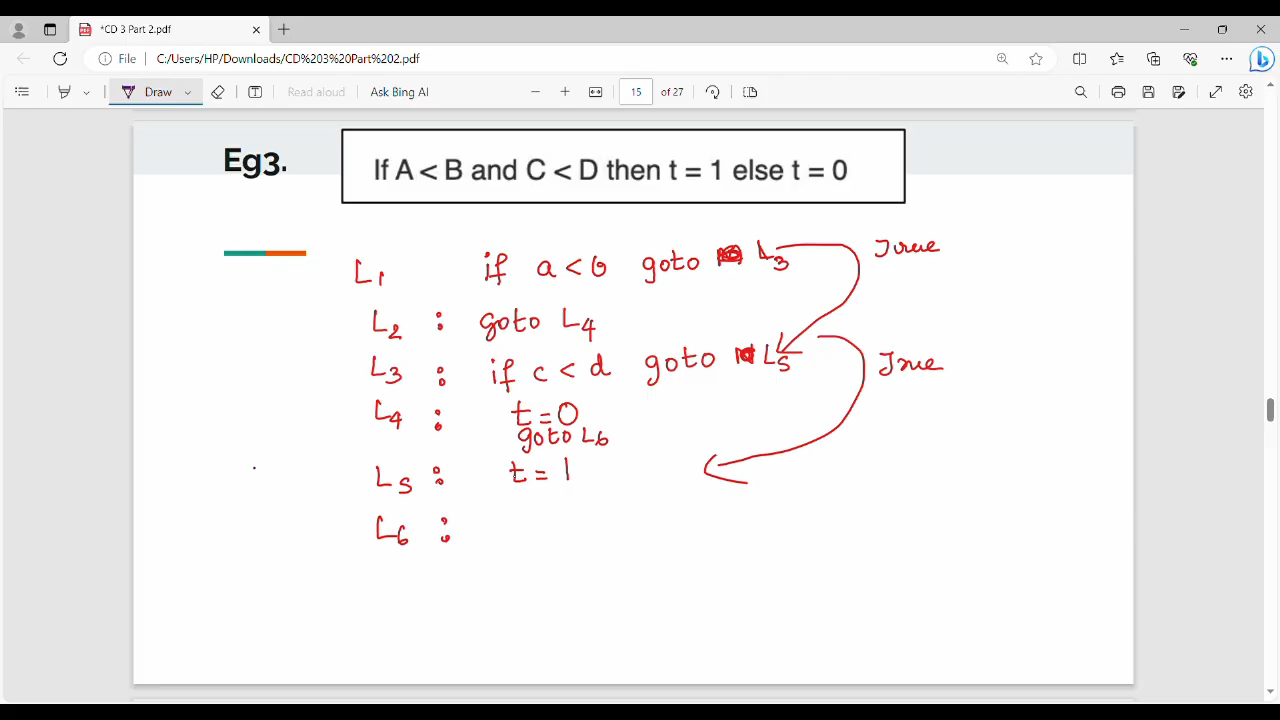 *CD 3 Part 2.pdf
File C:/Users/HP/Downloads/CD%203%20Part%202.pdf
Draw Read aloud Ask Bing AI 15 of 27
Eg3. If A < B and C < D then t = 1 else t = 0
L1 if a < b goto L3 True
L2 : goto L4
L3 : if c < d goto L5 True
L4 : t = 0
goto L6
L5 : t = 1
L6 :